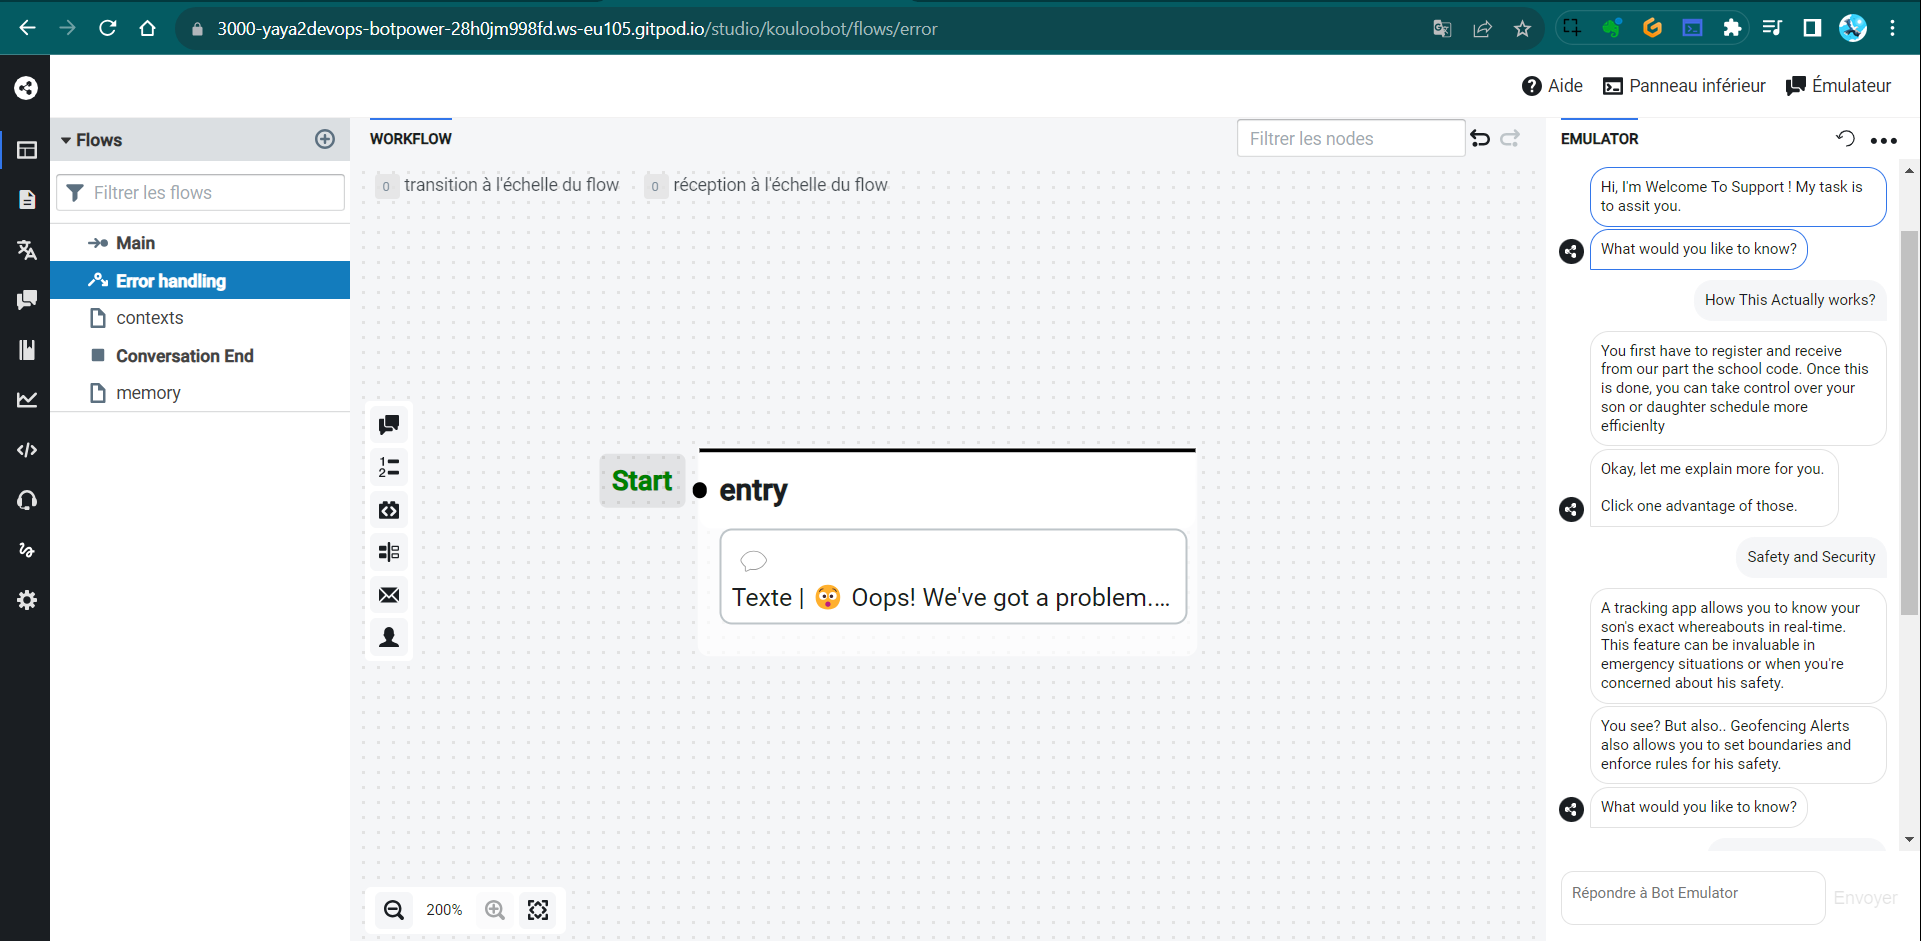 3000-yaya2devops-botpower-28h0jm998fd.ws-eu105.gitpod.io/studio/kouloobot/flows/error
Aide
Panneau inférieur
Émulateur
Flows
Filtrer les flows
Main
Error handling
contexts
Conversation End
memory
WORKFLOW
Filtrer les nodes
0 transition à l'échelle du flow
0 réception à l'échelle du flow
1
2
Start
entry
Texte | 😲 Oops! We've got a problem....
200%
EMULATOR
Hi, I'm Welcome To Support ! My task is
to assit you.
What would you like to know?
How This Actually works?
You first have to register and receive
from our part the school code. Once this
is done, you can take control over your
son or daughter schedule more
efficienlty
Okay, let me explain more for you.
Click one advantage of those.
Safety and Security
A tracking app allows you to know your
son's exact whereabouts in real-time.
This feature can be invaluable in
emergency situations or when you're
concerned about his safety.
You see? But also.. Geofencing Alerts
also allows you to set boundaries and
enforce rules for his safety.
What would you like to know?
Répondre à Bot Emulator
Envoyer